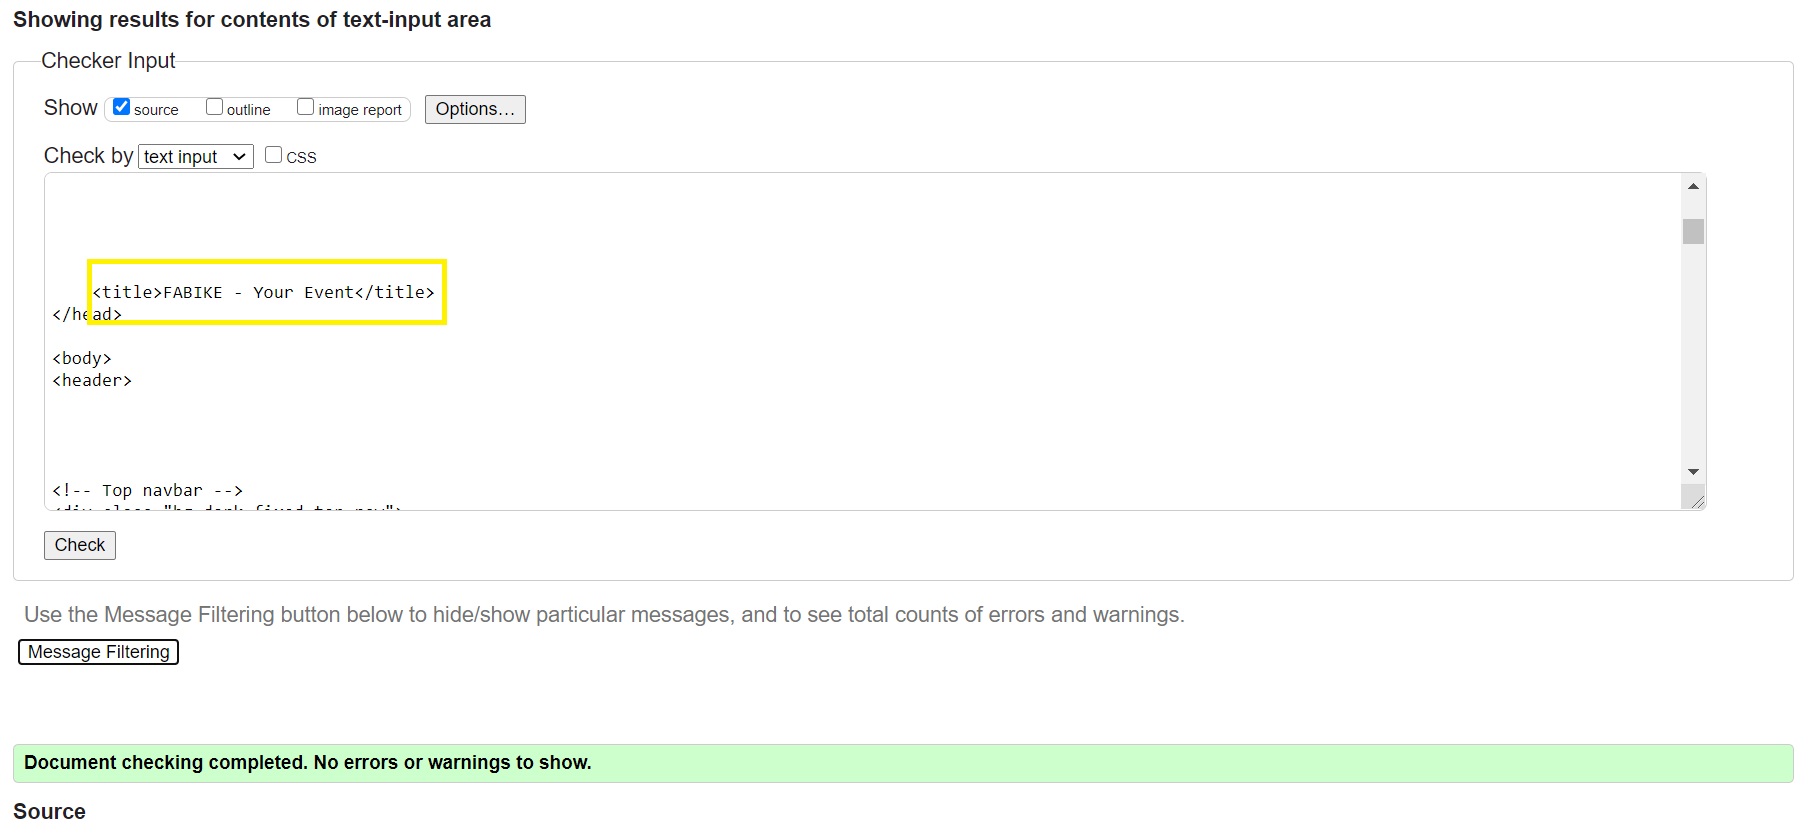 Showing results for contents of text-input area
Checker Input
Show source outline image report Options...
Check by text input CSS
<title>FABIKE - Your Event</title>
</head>
<body>
<header>
<!-- Top navbar -->
Check
Use the Message Filtering button below to hide/show particular messages, and to see total counts of errors and warnings.
Message Filtering
Document checking completed. No errors or warnings to show.
Source